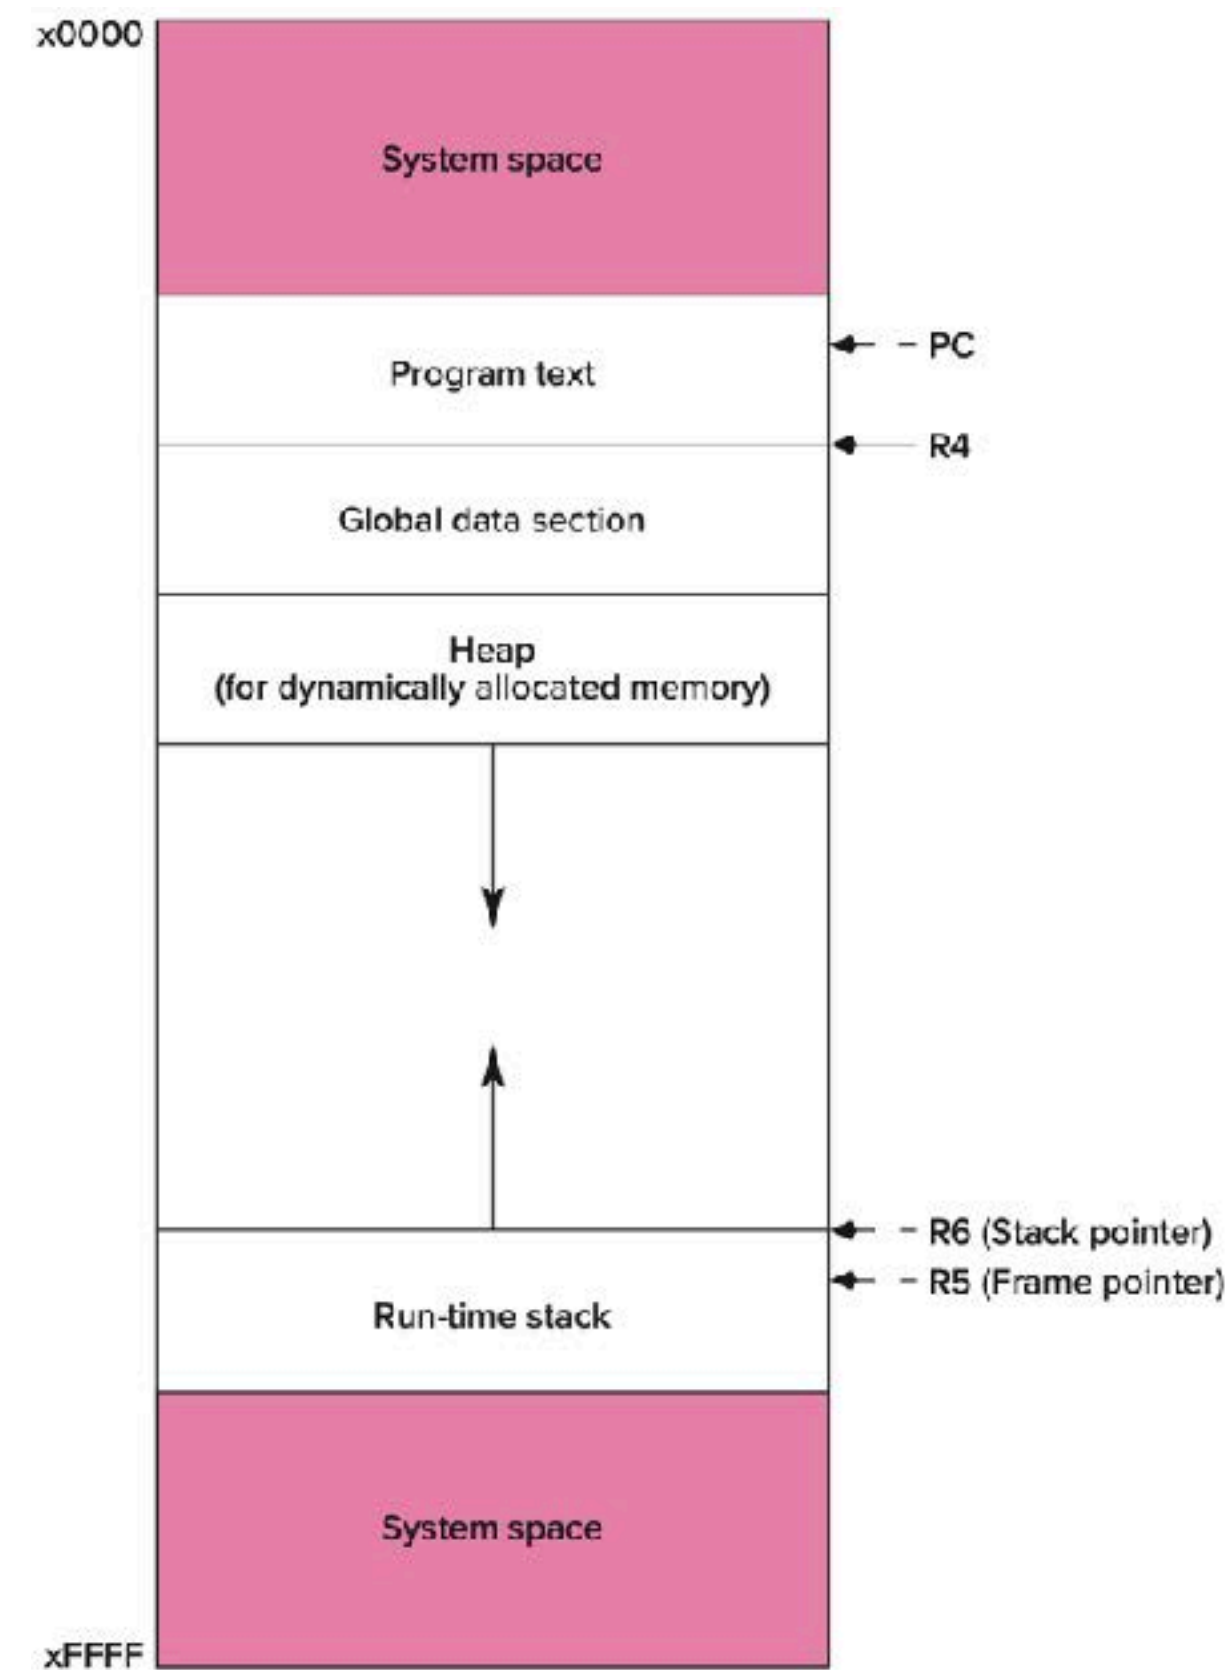 x0000
System space
PC
Program text
R4
Global data section
Heap
(for dynamically allocated memory)
R6 (Stack pointer)
R5 (Frame pointer)
Run-time stack
System space
xFFFF